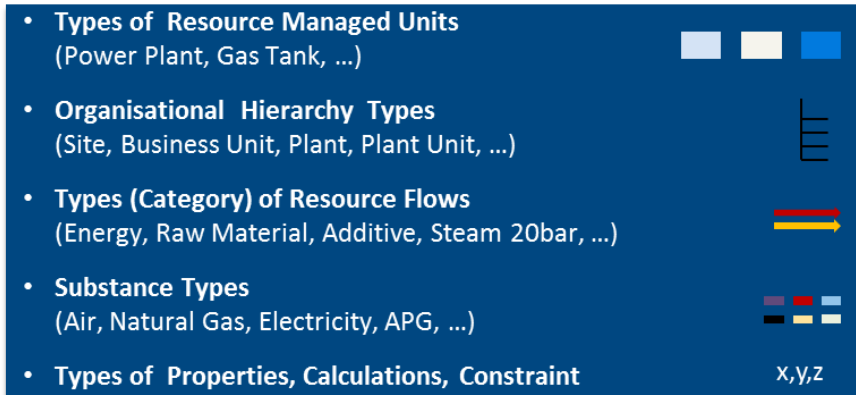 • Types of Resource Managed Units
(Power Plant, Gas Tank, …)
• Organisational Hierarchy Types
(Site, Business Unit, Plant, Plant Unit, …)
• Types (Category) of Resource Flows
(Energy, Raw Material, Additive, Steam 20bar, …)
• Substance Types
(Air, Natural Gas, Electricity, APG, …)
• Types of Properties, Calculations, Constraint x,y,z